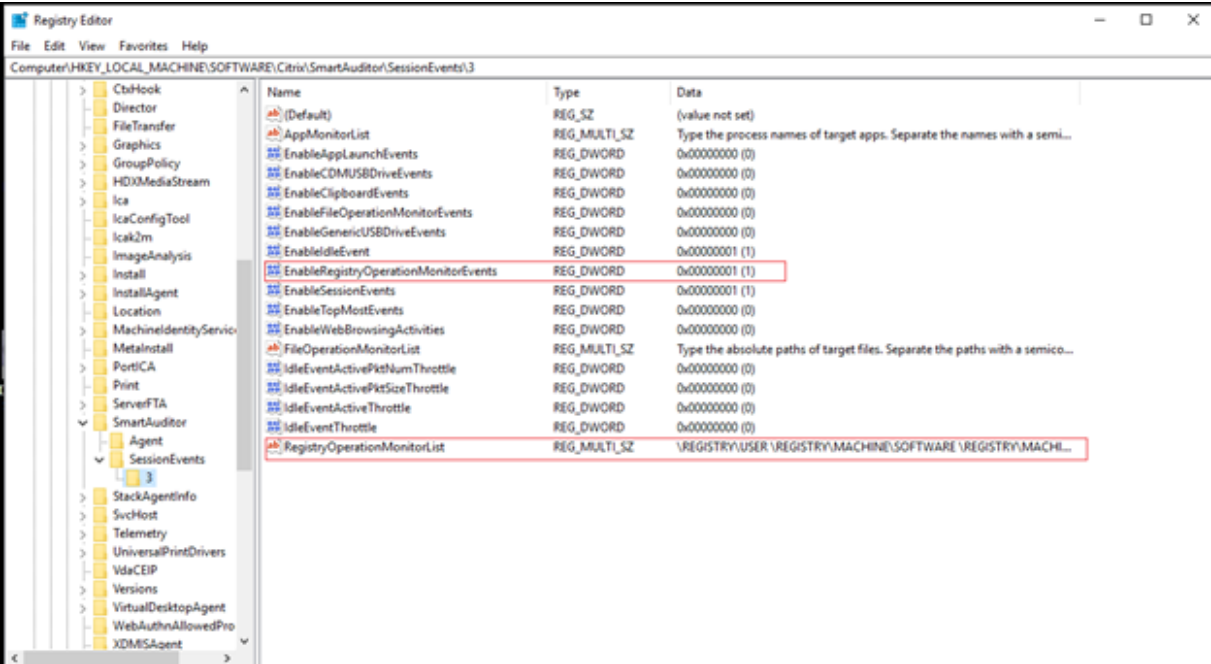 Registry Editor
File Edit View Favorites Help
Computer\HKEY_LOCAL_MACHINE\SOFTWARE\Citrix\SmartAuditor\SessionEvents\3
CtxHook
Director
FileTransfer
Graphics
GroupPolicy
HDXMediaStream
Ica
IcaConfigTool
Icak2m
ImageAnalysis
Install
InstallAgent
Location
MachineIdentityService
MetaInstall
PortICA
Print
ServerFTA
SmartAuditor
Agent
SessionEvents
3
StackAgentInfo
SvcHost
Telemetry
UniversalPrintDrivers
VdaCEIP
Versions
VirtualDesktopAgent
WebAuthnAllowedPro
XDMISAgent
Name Type Data
(Default) REG_SZ (value not set)
AppMonitorList REG_MULTI_SZ Type the process names of target apps. Separate the names with a semi...
EnableAppLaunchEvents REG_DWORD 0x00000000 (0)
EnableCDMUSBDriveEvents REG_DWORD 0x00000000 (0)
EnableClipboardEvents REG_DWORD 0x00000000 (0)
EnableFileOperationMonitorEvents REG_DWORD 0x00000000 (0)
EnableGenericUSBDriveEvents REG_DWORD 0x00000000 (0)
EnableIdleEvent REG_DWORD 0x00000001 (1)
EnableRegistryOperationMonitorEvents REG_DWORD 0x00000001 (1)
EnableSessionEvents REG_DWORD 0x00000001 (1)
EnableTopMostEvents REG_DWORD 0x00000000 (0)
EnableWebBrowsingActivities REG_DWORD 0x00000000 (0)
FileOperationMonitorList REG_MULTI_SZ Type the absolute paths of target files. Separate the paths with a semico...
IdleEventActivePktNumThrottle REG_DWORD 0x00000000 (0)
IdleEventActivePktSizeThrottle REG_DWORD 0x00000000 (0)
IdleEventActiveThrottle REG_DWORD 0x00000000 (0)
IdleEventThrottle REG_DWORD 0x00000000 (0)
RegistryOperationMonitorList REG_MULTI_SZ \REGISTRY\USER \REGISTRY\MACHINE\SOFTWARE \REGISTRY\MACHI...